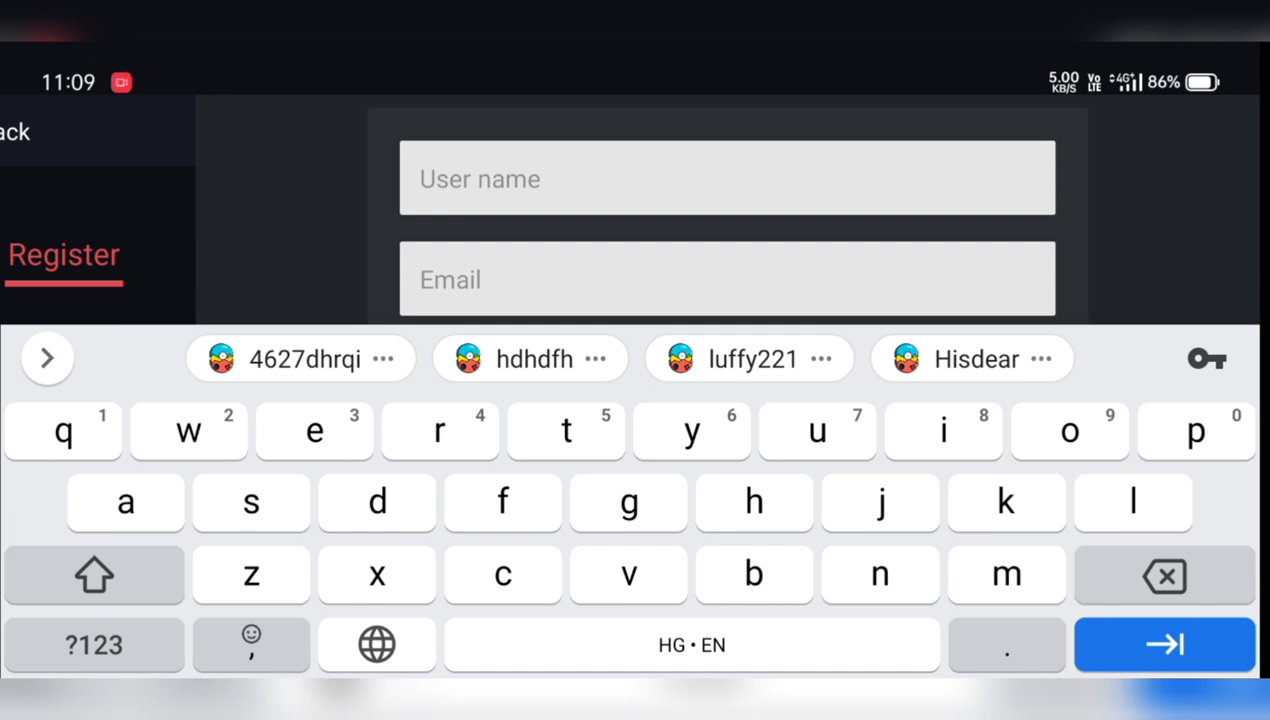 11:09
5.00 KB/S Vo LTE 4G+ 86%
ack
User name
Register
Email
4627dhrqi ••• hdhdfh ••• luffy221 ••• Hisdear •••
q 1 w 2 e 3 r 4 t 5 y 6 u 7 i 8 o 9 p 0
a s d f g h j k l
z x c v b n m
?123 , HG • EN .